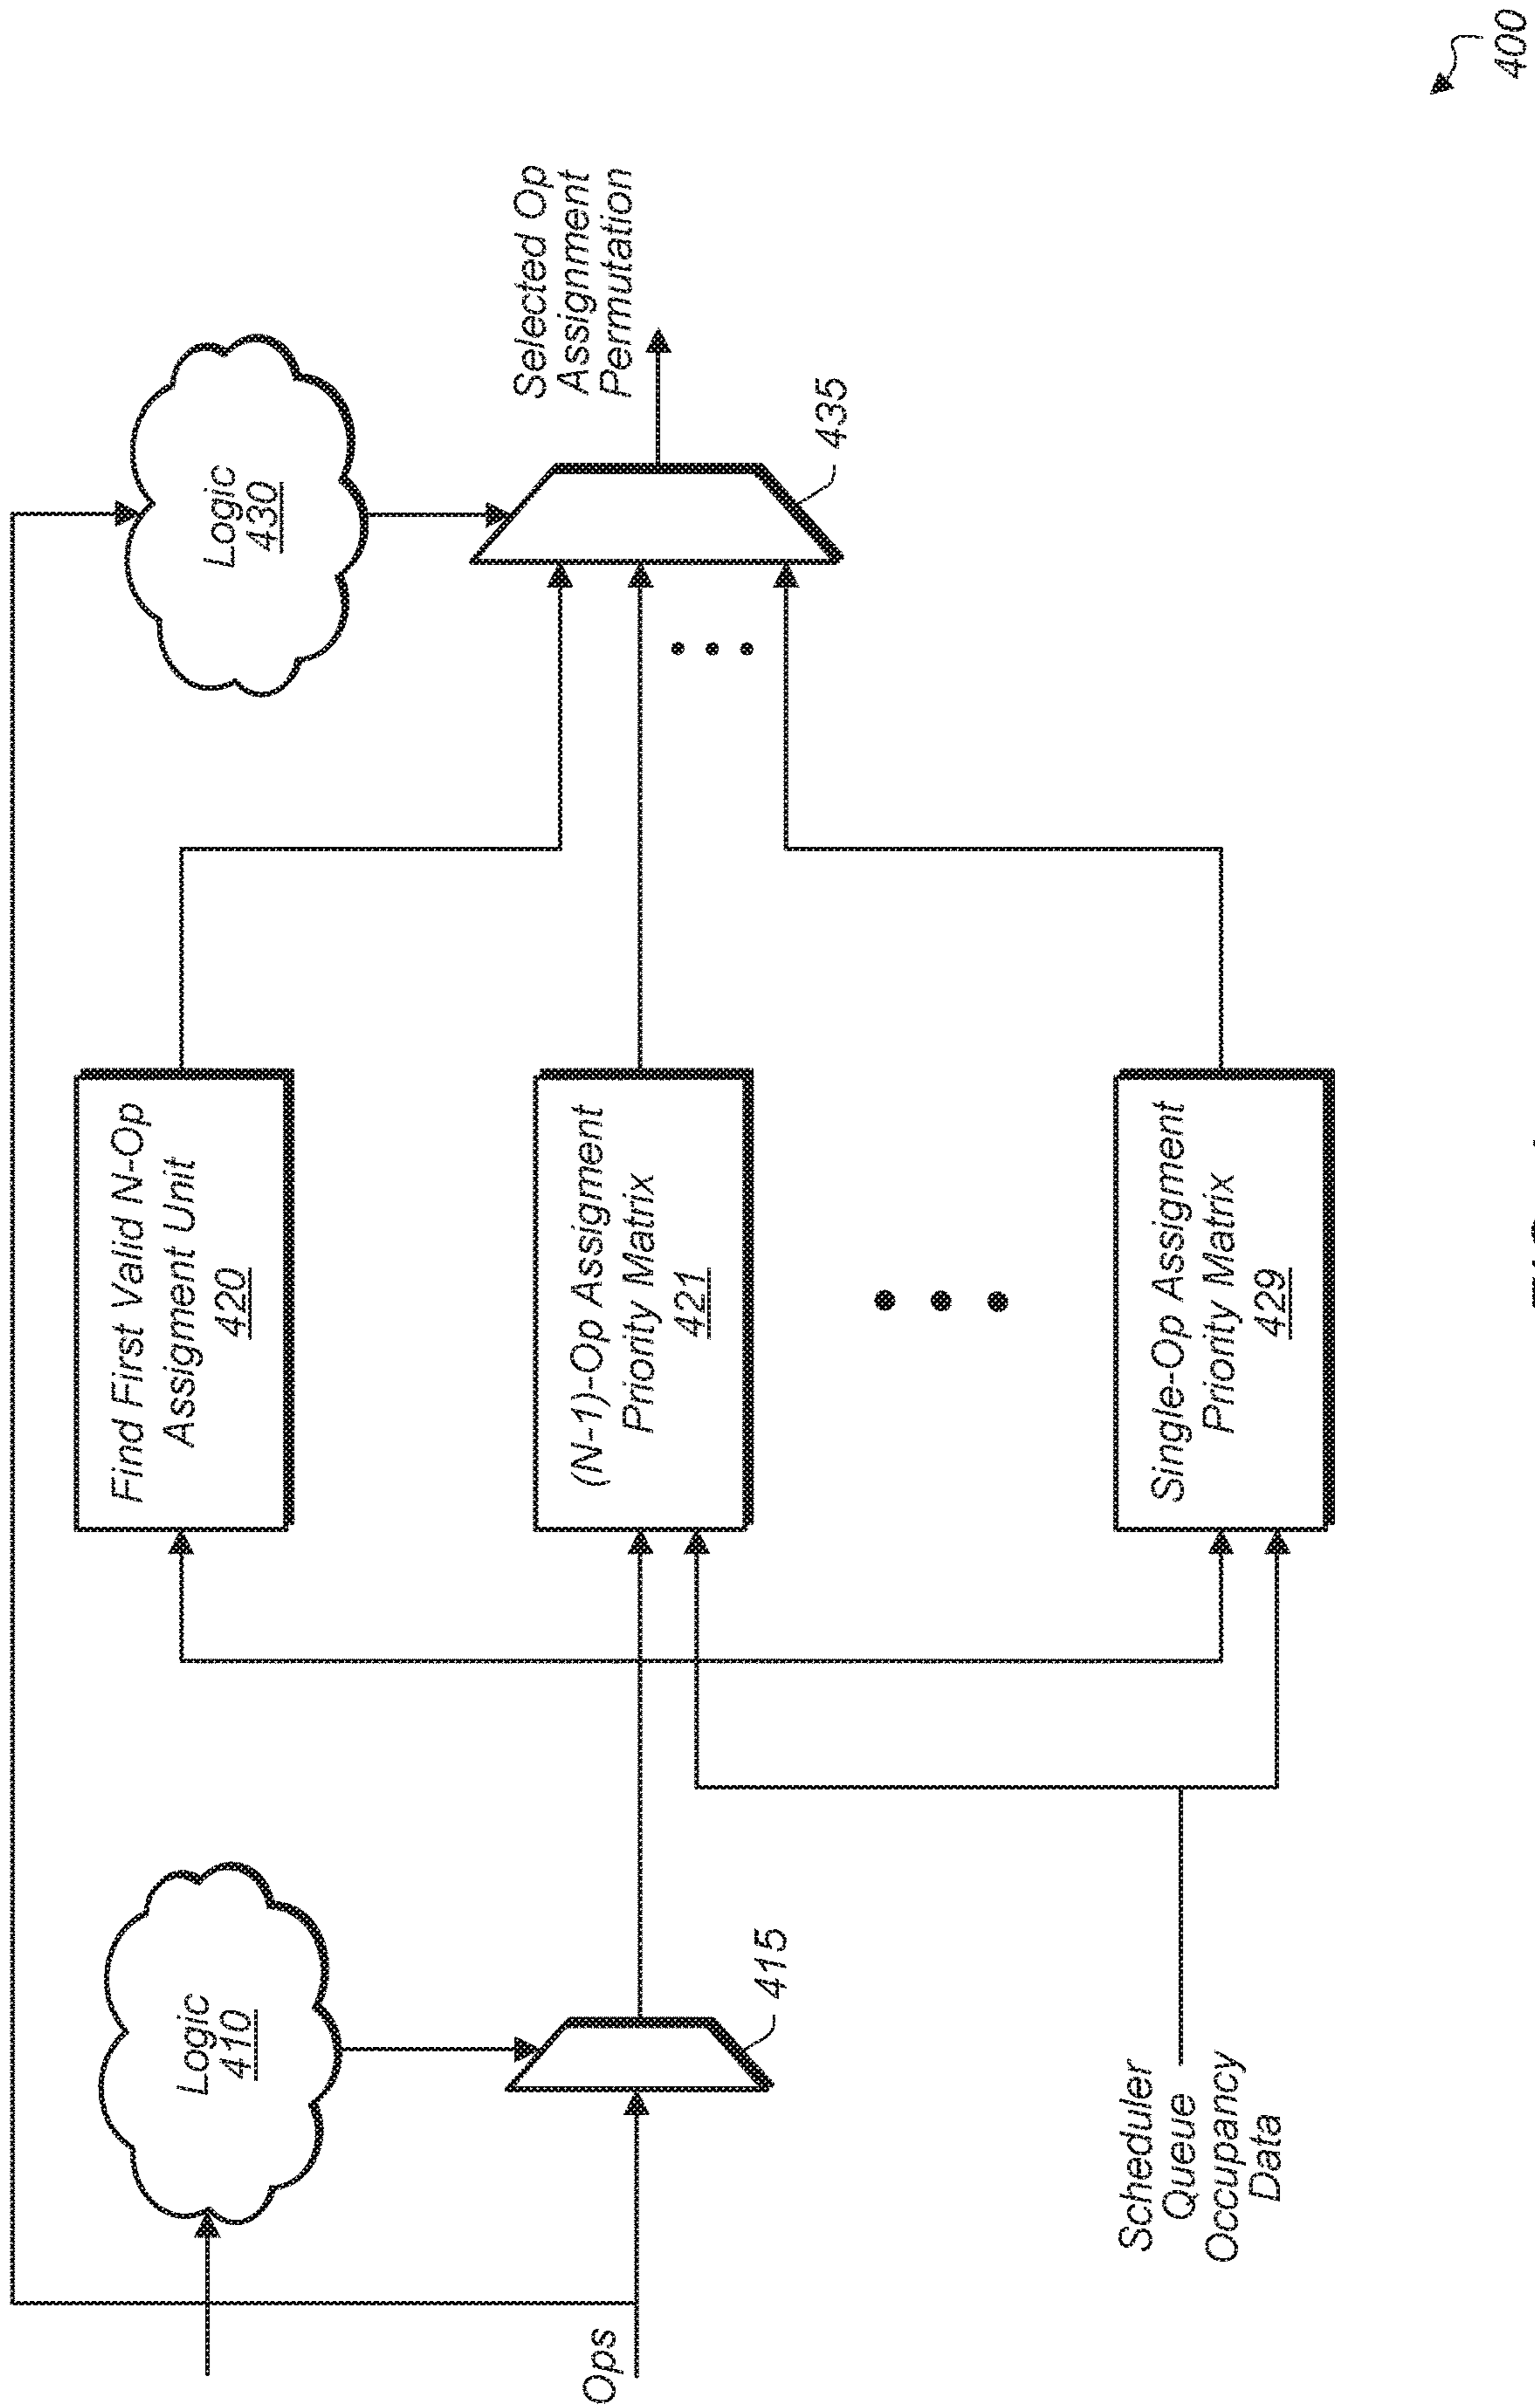 Ops
Logic
410
415
Scheduler
Queue
Occupancy
Data
Find First Valid N-Op
Assigment Unit
420
(N-1)-Op Assigment
Priority Matrix
421
Single-Op Assigment
Priority Matrix
429
Logic
430
435
Selected Op
Assignment
Permutation
400